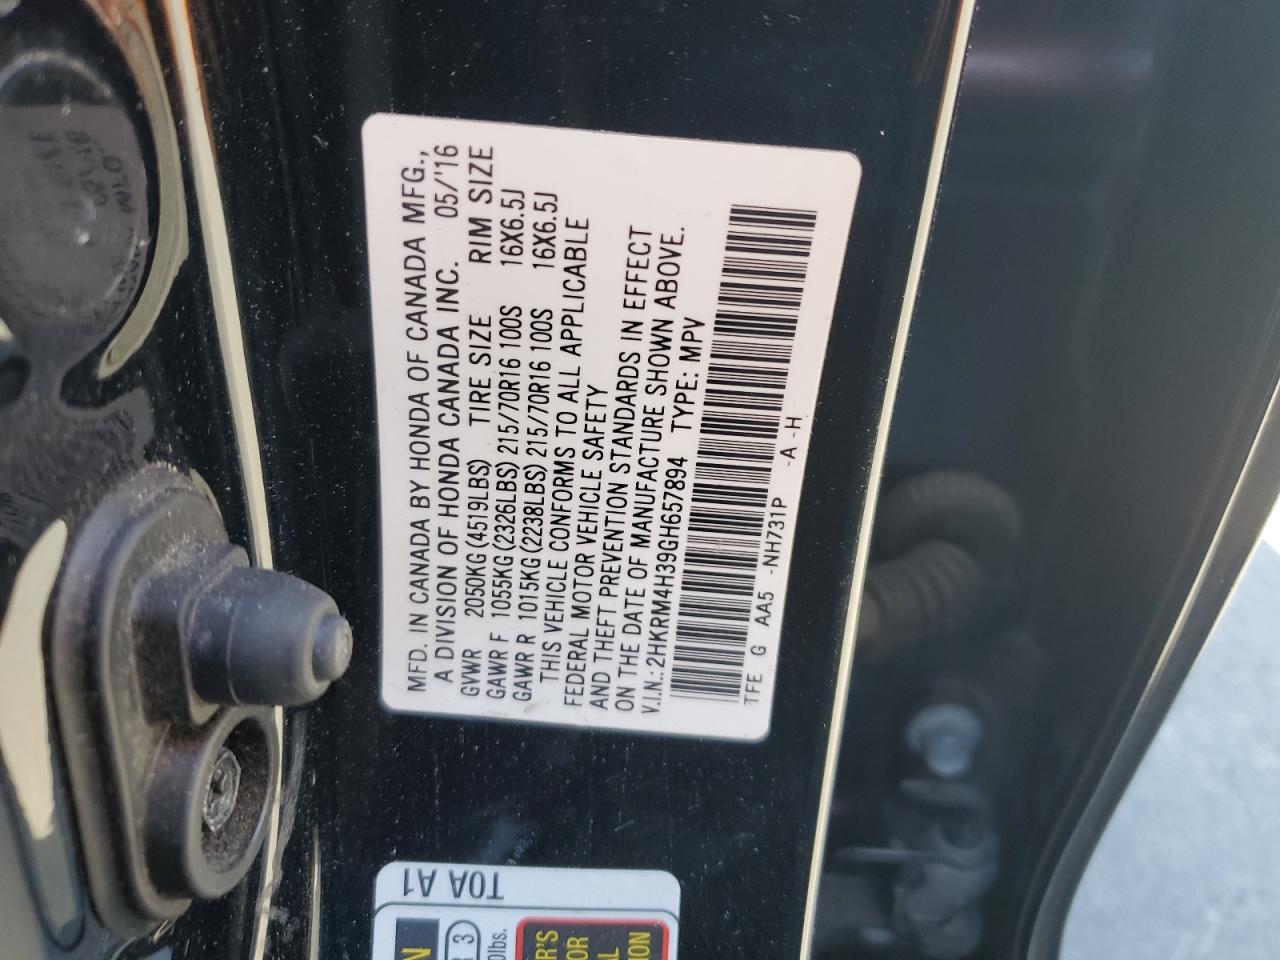 MFD. IN CANADA BY HONDA OF CANADA MFG.,
A DIVISION OF HONDA CANADA INC. 05/'16
GVWR 2050KG (4519LBS) TIRE SIZE RIM SIZE
GAWR F 1055KG (2326LBS) 215/70R16 100S 16X6.5J
GAWR R 1015KG (2238LBS) 215/70R16 100S 16X6.5J
THIS VEHICLE CONFORMS TO ALL APPLICABLE
FEDERAL MOTOR VEHICLE SAFETY
AND THEFT PREVENTION STANDARDS IN EFFECT
ON THE DATE OF MANUFACTURE SHOWN ABOVE.
V.I.N.:2HKRM4H39GH657894 TYPE: MPV
TFE G AA5 -NH731P -A -H
T0A A1
3
lbs.